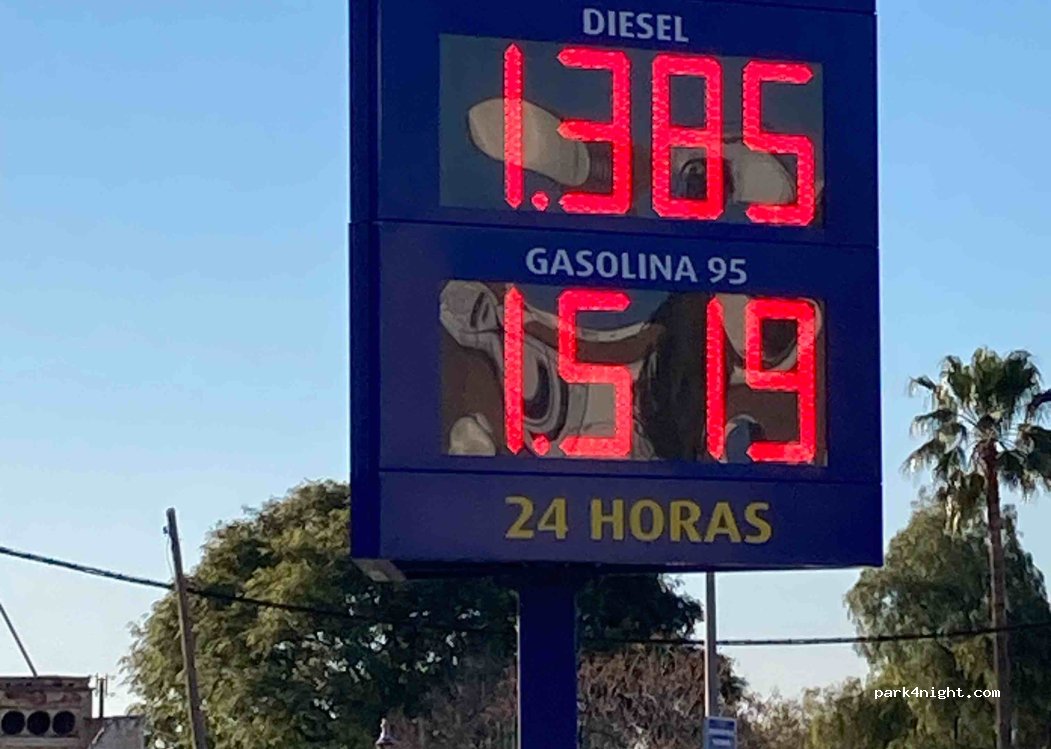 DIESEL
1.385
GASOLINA 95
1.519
24 HORAS
park4night.com